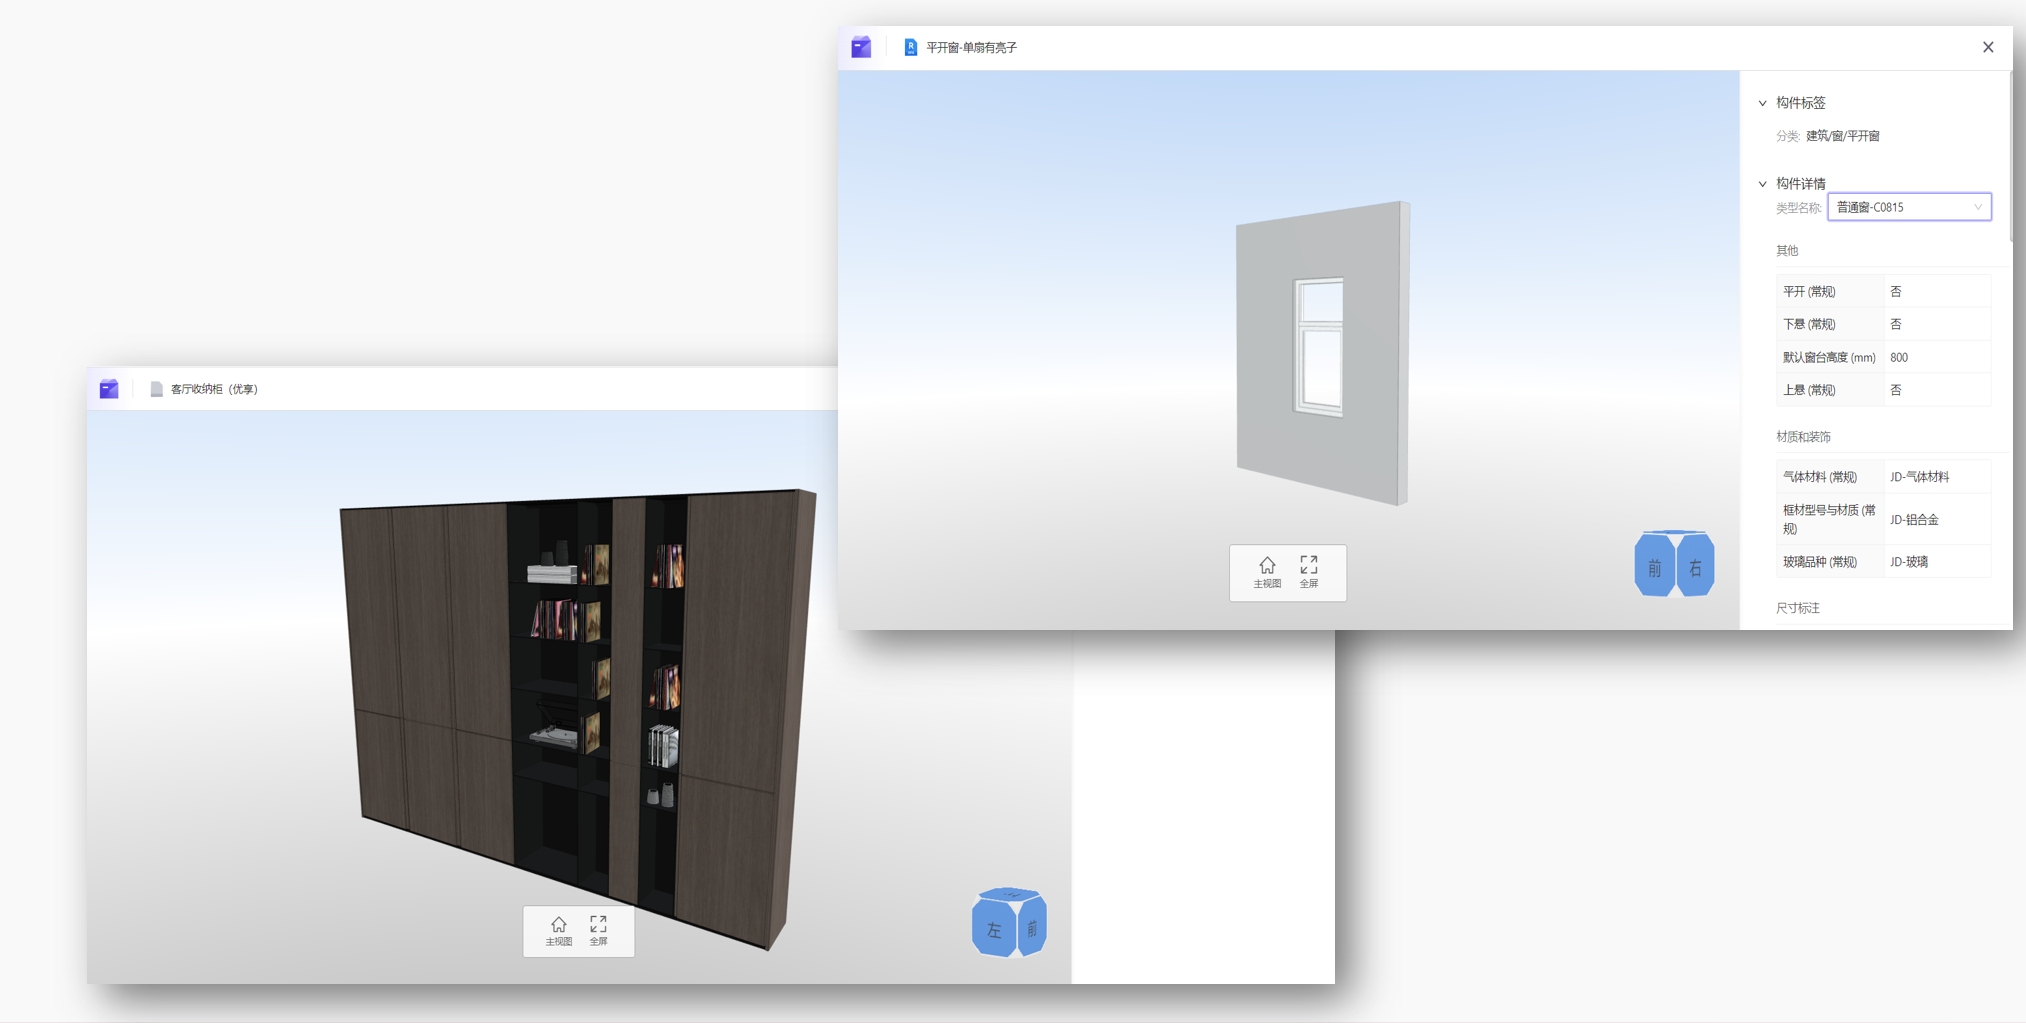 平开窗-单扇有亮子
构件标签
分类: 建筑/窗/平开窗
构件详情
类型名称: 普通窗-C0815
其他
平开 (常规) 否
下悬 (常规) 否
默认窗台高度 (mm) 800
上悬 (常规) 否
材质和装饰
气体材料 (常规) JD-气体材料
框材型号与材质 (常
规)
JD-铝合金
玻璃品种 (常规) JD-玻璃
尺寸标注
主视图 全屏
前 右
客厅收纳柜（优享）
主视图 全屏
左 前